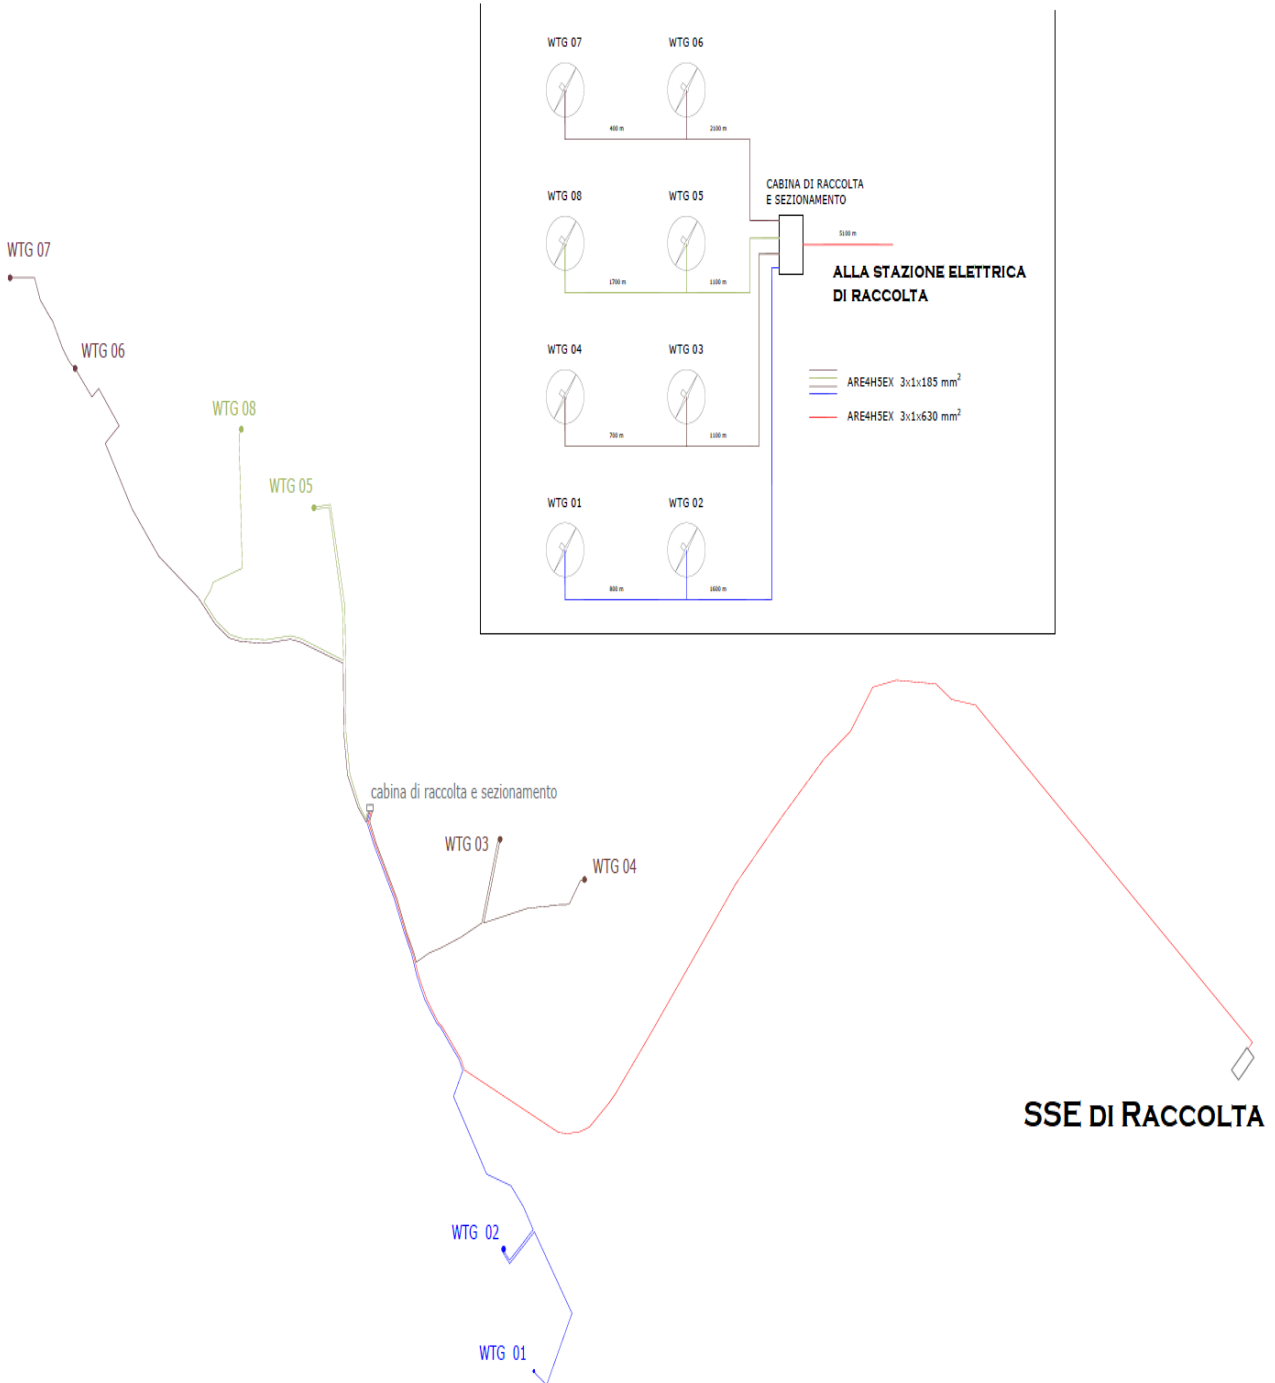 WTG 07
WTG 06
400 m
2100 m
CABINA DI RACCOLTA
E SEZIONAMENTO
WTG 08
WTG 05
5100 m
ALLA STAZIONE ELETTRICA
DI RACCOLTA
1700 m
1100 m
WTG 04
WTG 03
ARE4H5EX 3x1x185 mm²
ARE4H5EX 3x1x630 mm²
700 m
1100 m
WTG 01
WTG 02
800 m
1600 m
WTG 07
WTG 06
WTG 08
WTG 05
cabina di raccolta e sezionamento
WTG 03
WTG 04
SSE DI RACCOLTA
WTG 02
WTG 01